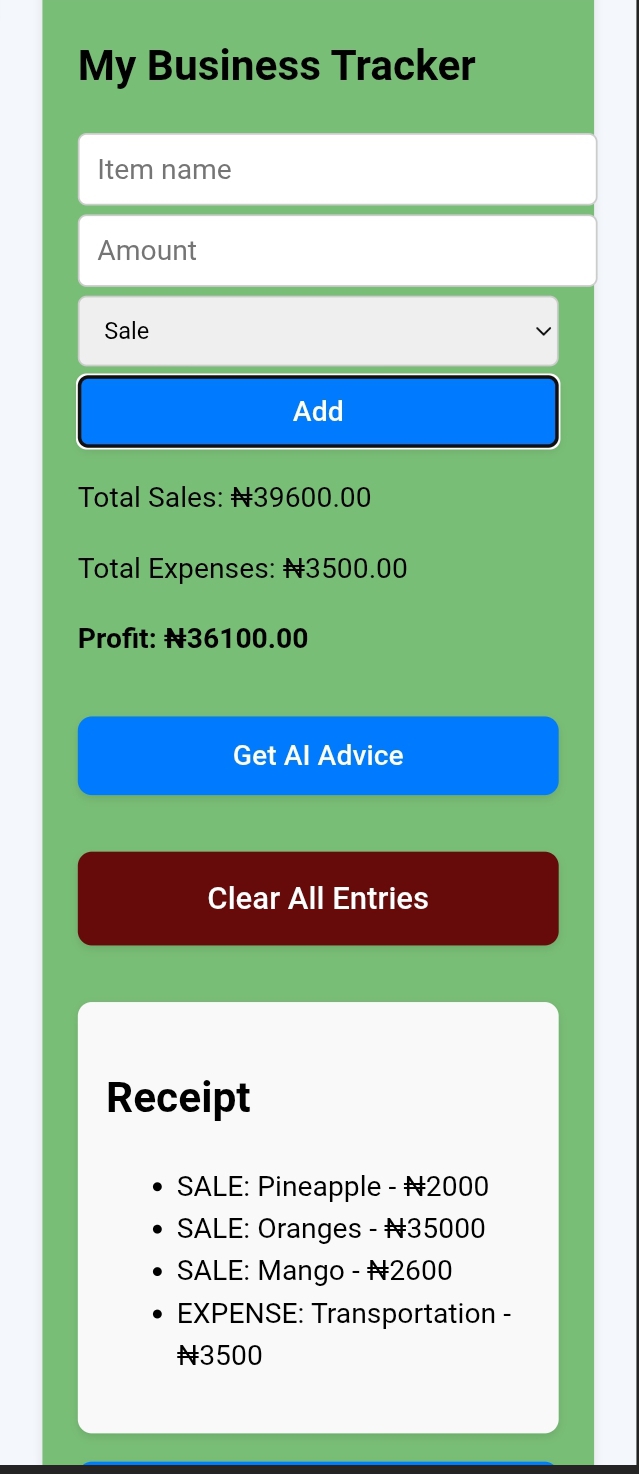 My Business Tracker
Item name
Amount
Sale
Add
Total Sales: ₦39600.00
Total Expenses: ₦3500.00
Profit: ₦36100.00
Get AI Advice
Clear All Entries
Receipt
• SALE: Pineapple - ₦2000
• SALE: Oranges - ₦35000
• SALE: Mango - ₦2600
• EXPENSE: Transportation -
₦3500